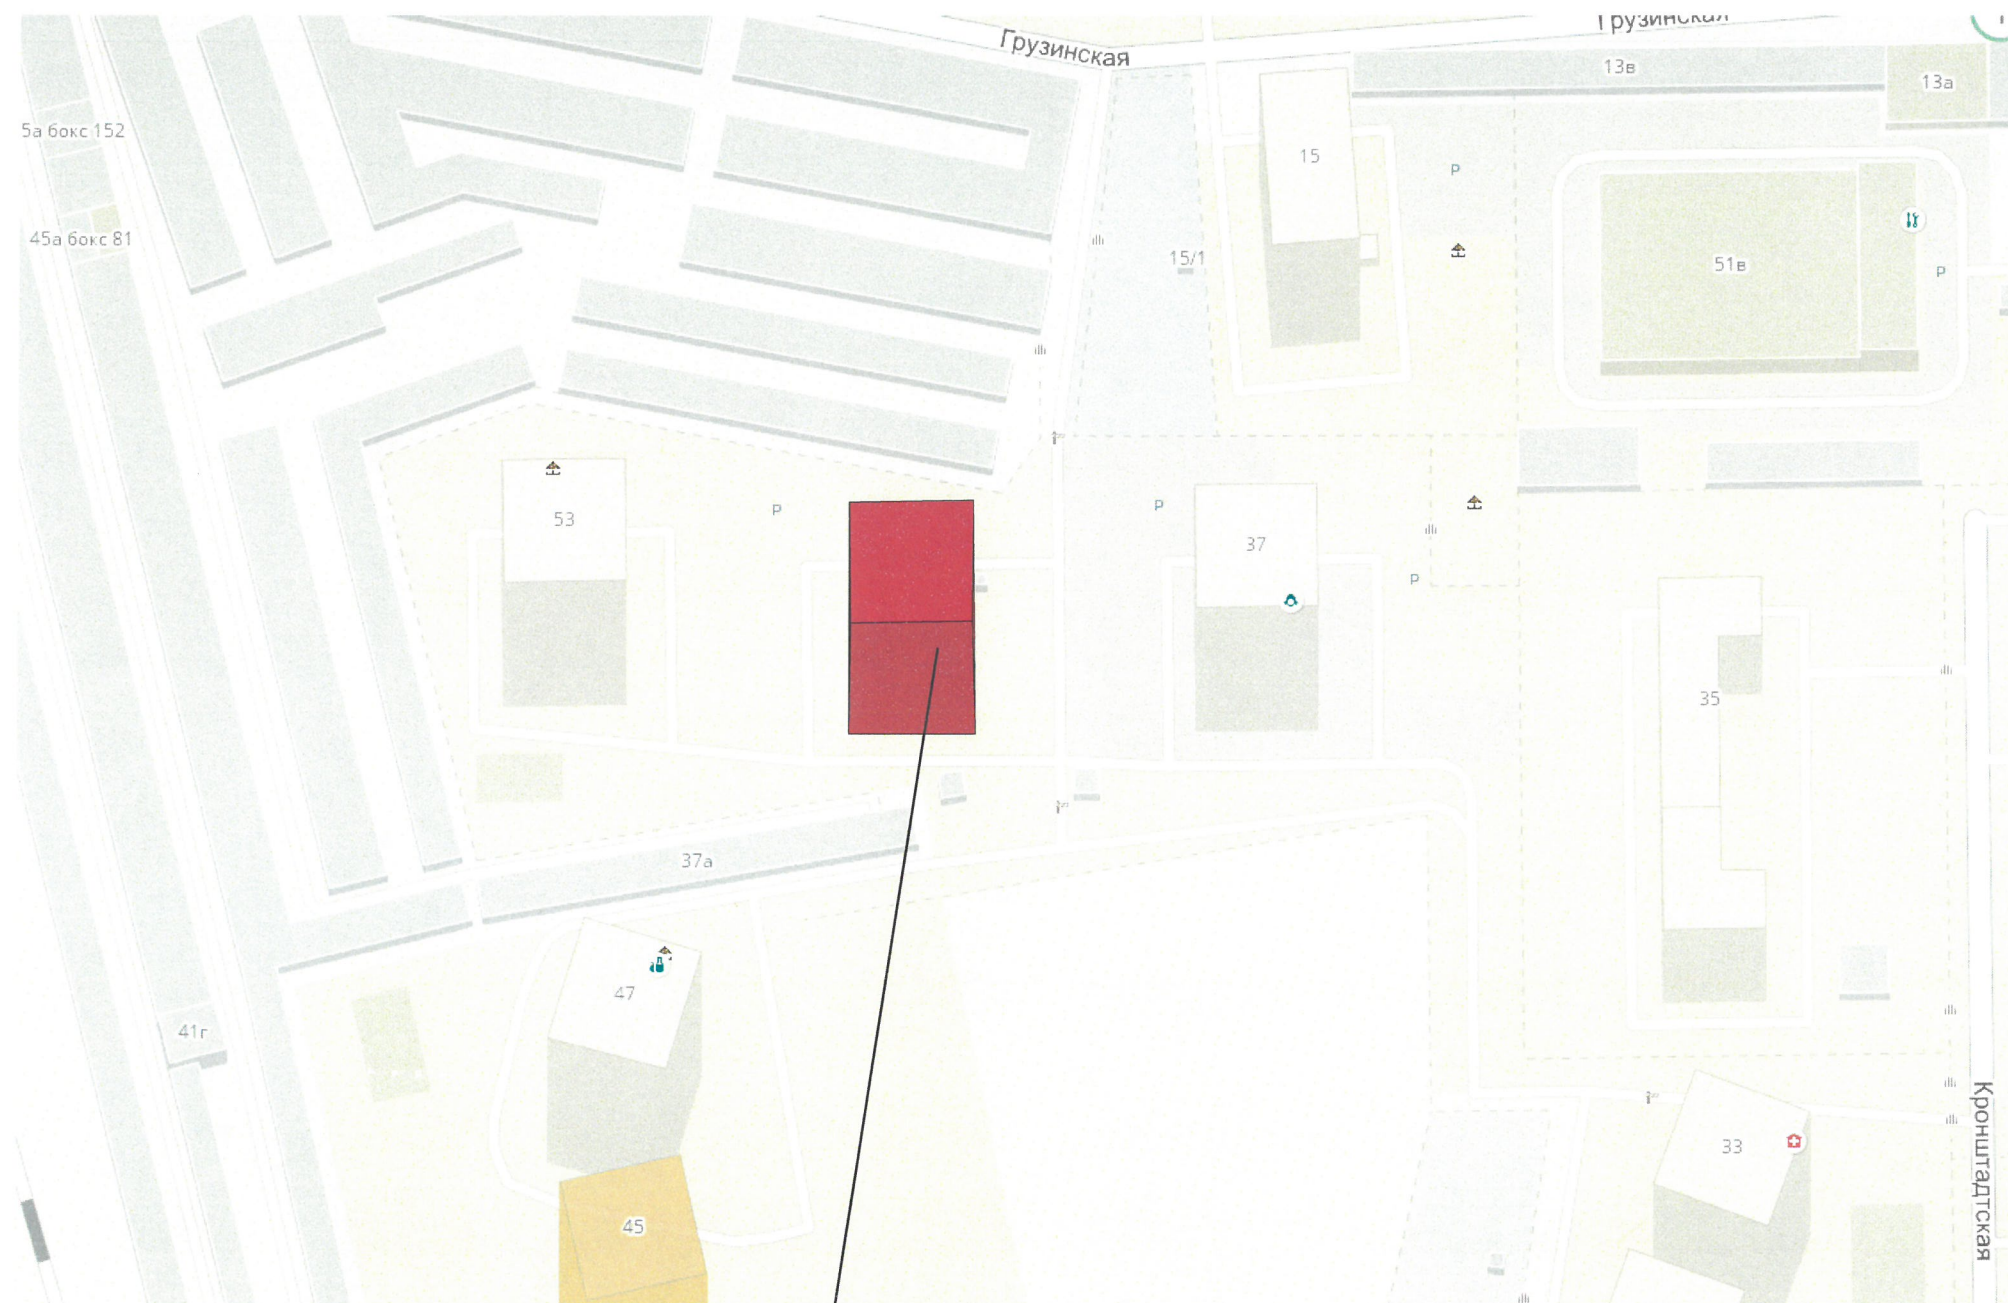 Грузинская
Грузинская
13в
13а
5а бокс 152
15
P
45а бокс 81
15/1
51в
P
53
P
P
37
P
35
37а
47
41г
33
45
Кронштадтская